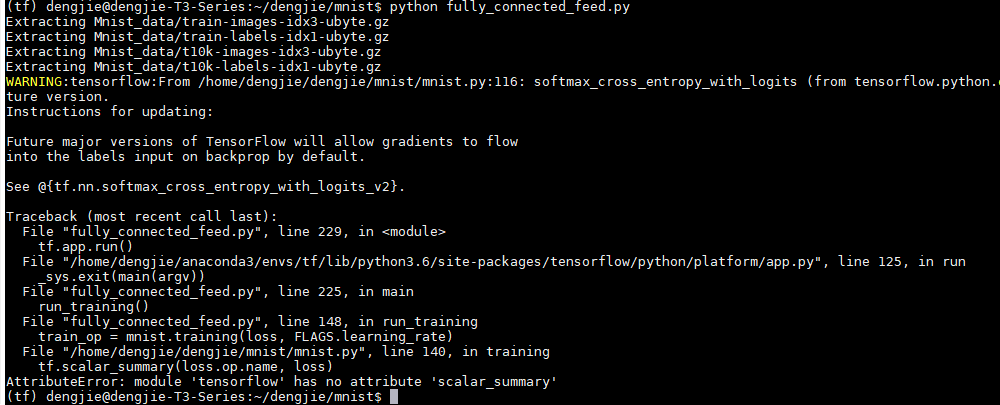 (tf) dengjie@dengjie-T3-Series:~/dengjie/mnist$ python fully_connected_feed.py
Extracting Mnist_data/train-images-idx3-ubyte.gz
Extracting Mnist_data/train-labels-idx1-ubyte.gz
Extracting Mnist_data/t10k-images-idx3-ubyte.gz
Extracting Mnist_data/t10k-labels-idx1-ubyte.gz
WARNING:tensorflow:From /home/dengjie/dengjie/mnist/mnist.py:116: softmax_cross_entropy_with_logits (from tensorflow.python.
ture version.
Instructions for updating:
Future major versions of TensorFlow will allow gradients to flow
into the labels input on backprop by default.
See @{tf.nn.softmax_cross_entropy_with_logits_v2}.
Traceback (most recent call last):
  File "fully_connected_feed.py", line 229, in <module>
    tf.app.run()
  File "/home/dengjie/anaconda3/envs/tf/lib/python3.6/site-packages/tensorflow/python/platform/app.py", line 125, in run
    _sys.exit(main(argv))
  File "fully_connected_feed.py", line 225, in main
    run_training()
  File "fully_connected_feed.py", line 148, in run_training
    train_op = mnist.training(loss, FLAGS.learning_rate)
  File "/home/dengjie/dengjie/mnist/mnist.py", line 140, in training
    tf.scalar_summary(loss.op.name, loss)
AttributeError: module 'tensorflow' has no attribute 'scalar_summary'
(tf) dengjie@dengjie-T3-Series:~/dengjie/mnist$